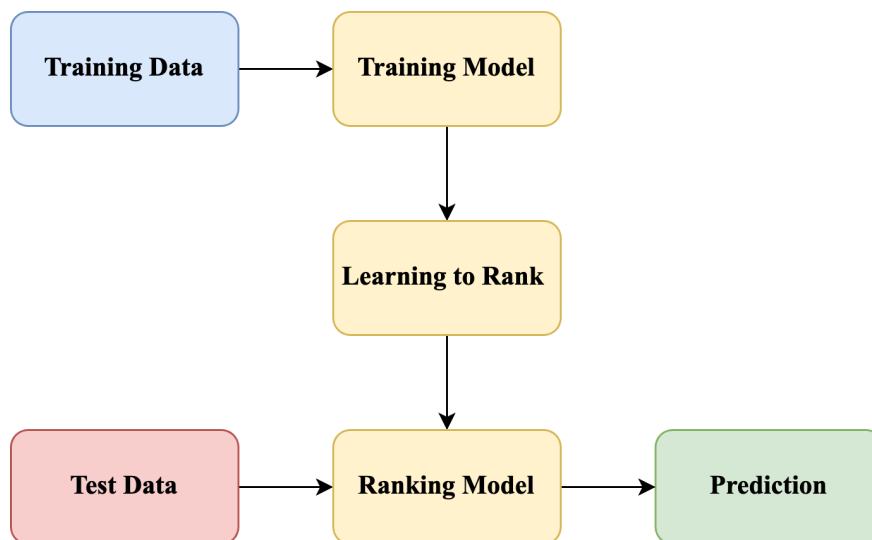 Training Data
Training Model
Learning to Rank
Test Data
Ranking Model
Prediction